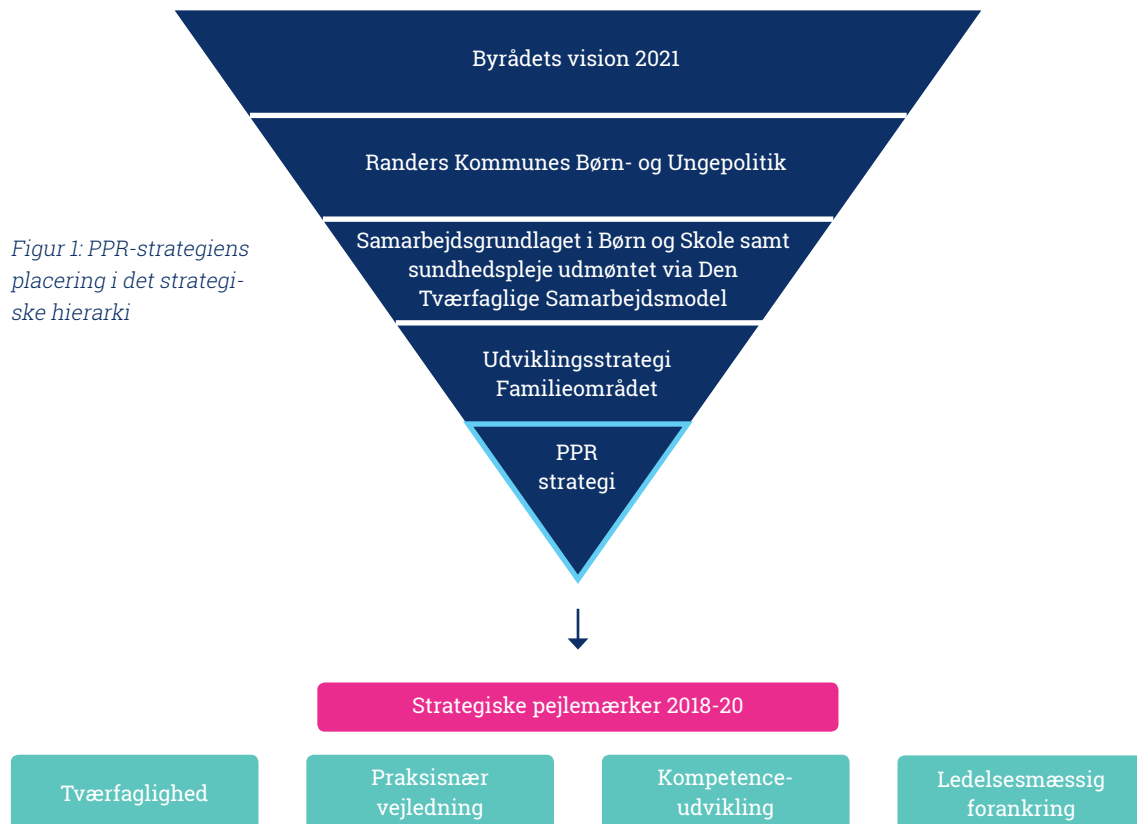 Byrådets vision 2021
Randers Kommunes Børn- og Ungepolitik
Figur 1: PPR-strategiens
placering i det strategi-
ske hierarki
Samarbejdsgrundlaget i Børn og Skole samt
sundhedspleje udmøntet via Den
Tværfaglige Samarbejdsmodel
Udviklingsstrategi
Familieområdet
PPR
strategi
Strategiske pejlemærker 2018-20
Tværfaglighed
Praksisnær
vejledning
Kompetence-
udvikling
Ledelsesmæssig
forankring